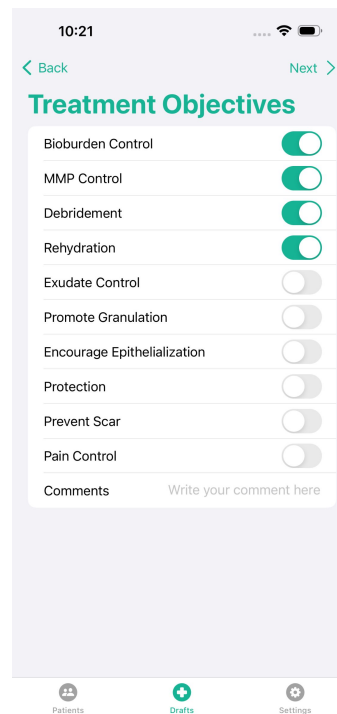 10:21
Back Next
Treatment Objectives
Bioburden Control
MMP Control
Debridement
Rehydration
Exudate Control
Promote Granulation
Encourage Epithelialization
Protection
Prevent Scar
Pain Control
Comments Write your comment here
Patients Drafts Settings